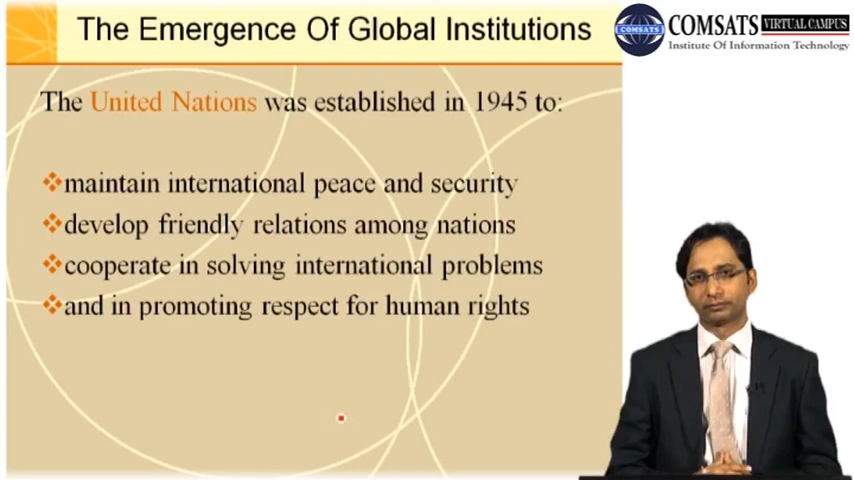 The Emergence Of Global Institutions
COMSATS VIRTUAL CAMPUS
Institute Of Information Technology
COMSATS
The United Nations was established in 1945 to:
maintain international peace and security
develop friendly relations among nations
cooperate in solving international problems
and in promoting respect for human rights